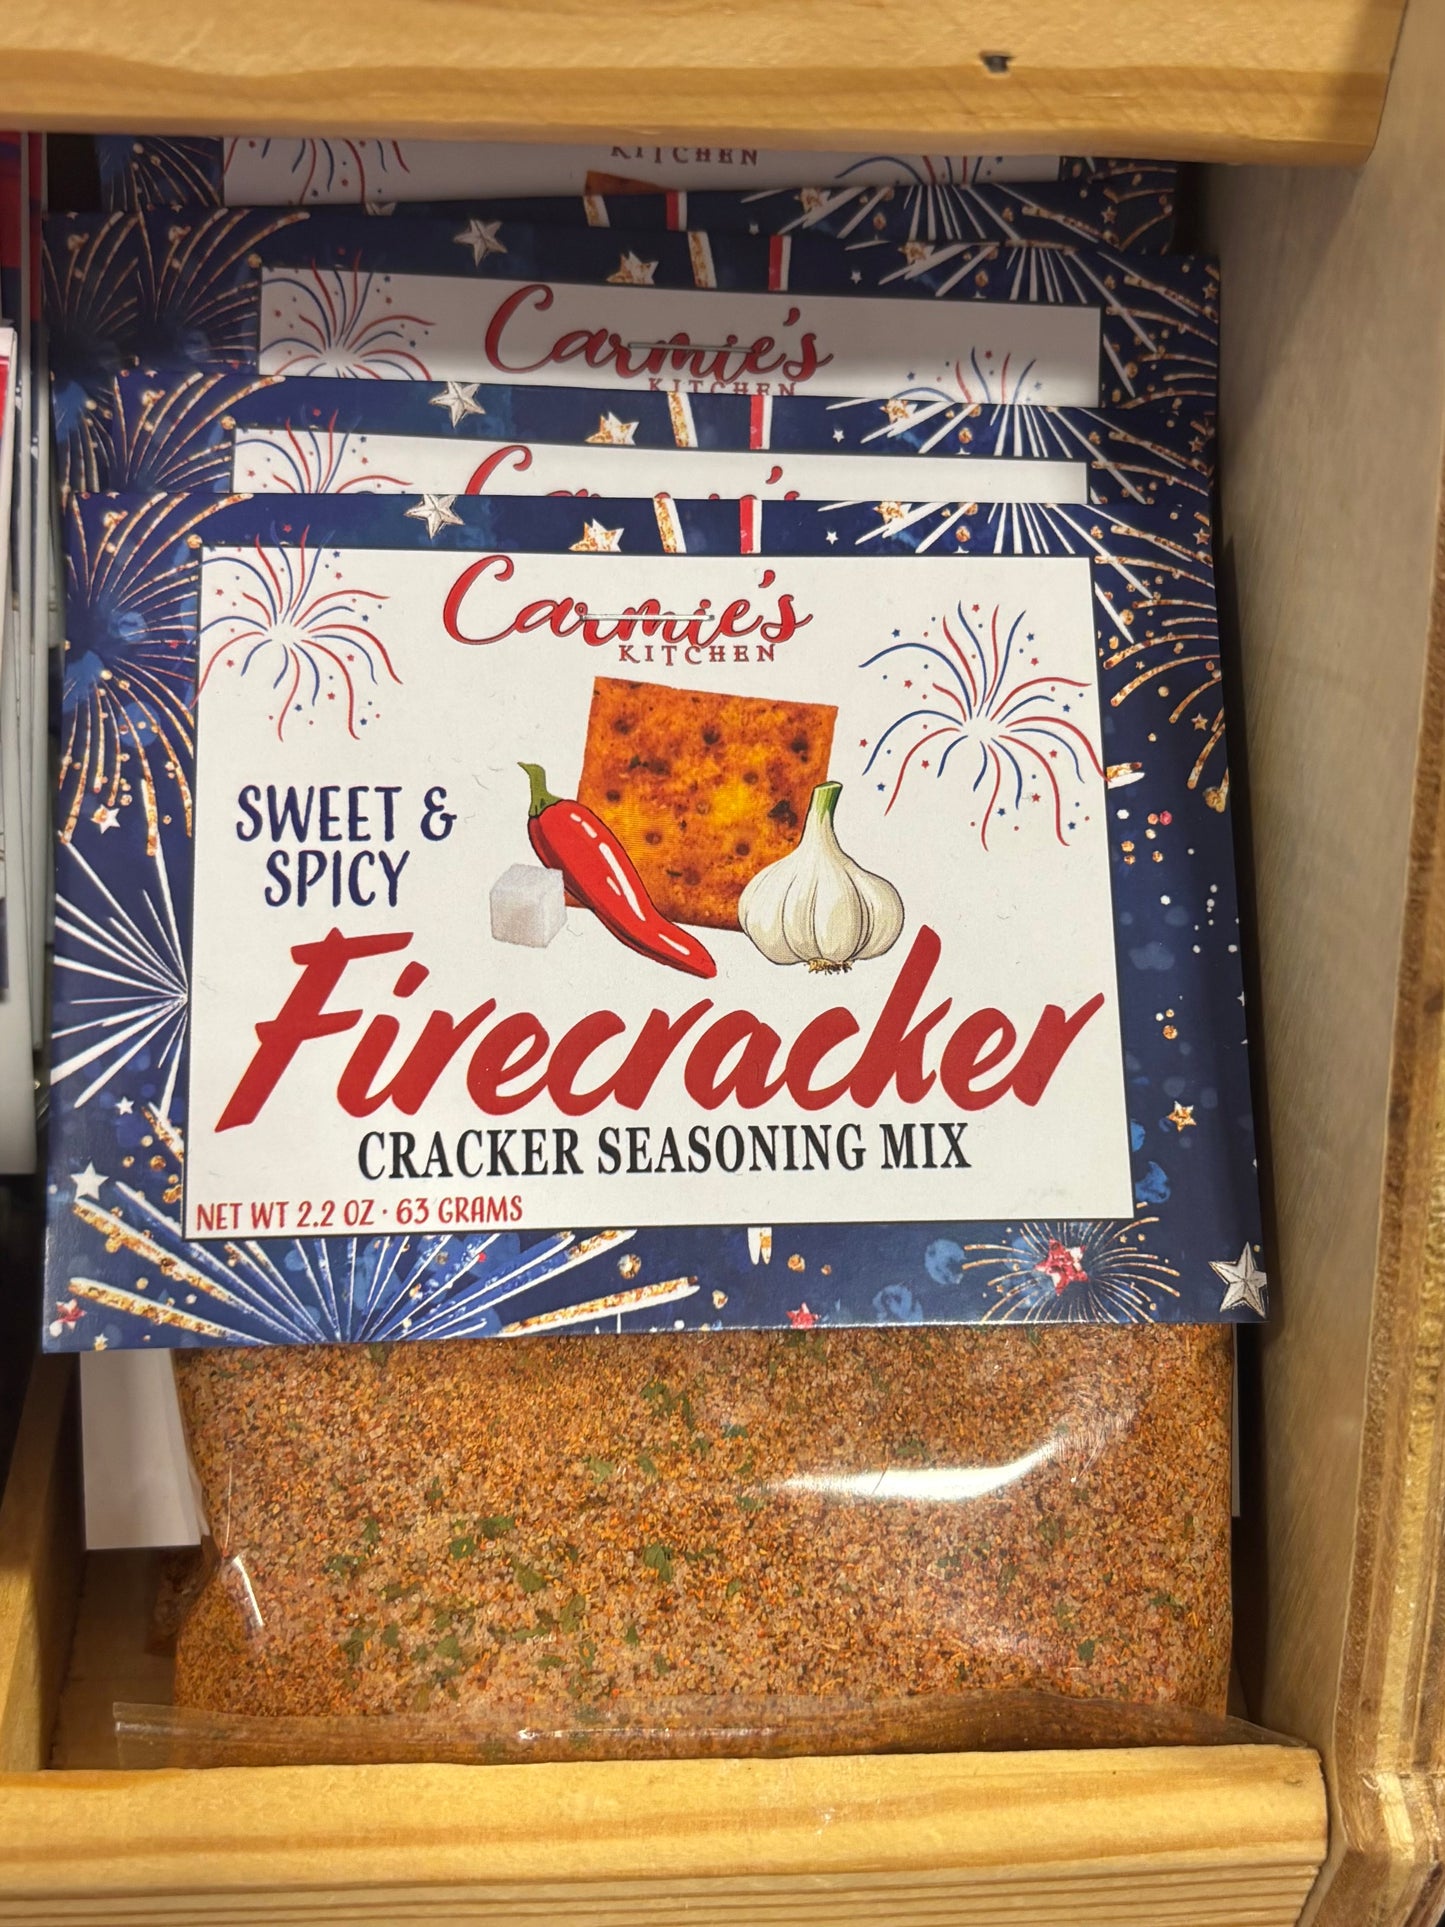 KITCHEN
Carmie's
KITCHEN
Carmie's
KITCHEN
SWEET &
SPICY
Firecracker
CRACKER SEASONING MIX
NET WT 2.2 OZ · 63 GRAMS